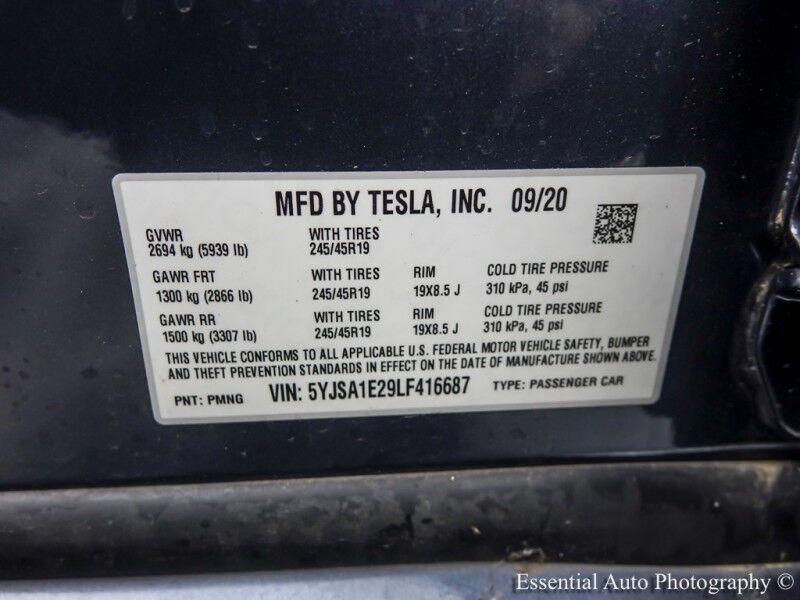 MFD BY TESLA, INC. 09/20
GVWR WITH TIRES
2694 kg (5939 lb) 245/45R19
GAWR FRT WITH TIRES RIM COLD TIRE PRESSURE
1300 kg (2866 lb) 245/45R19 19X8.5 J 310 kPa, 45 psi
GAWR RR WITH TIRES RIM COLD TIRE PRESSURE
1500 kg (3307 lb) 245/45R19 19X8.5 J 310 kPa, 45 psi
THIS VEHICLE CONFORMS TO ALL APPLICABLE U.S. FEDERAL MOTOR VEHICLE SAFETY, BUMPER
AND THEFT PREVENTION STANDARDS IN EFFECT ON THE DATE OF MANUFACTURE SHOWN ABOVE.
PNT: PMNG VIN: 5YJSA1E29LF416687 TYPE: PASSENGER CAR
Essential Auto Photography ©